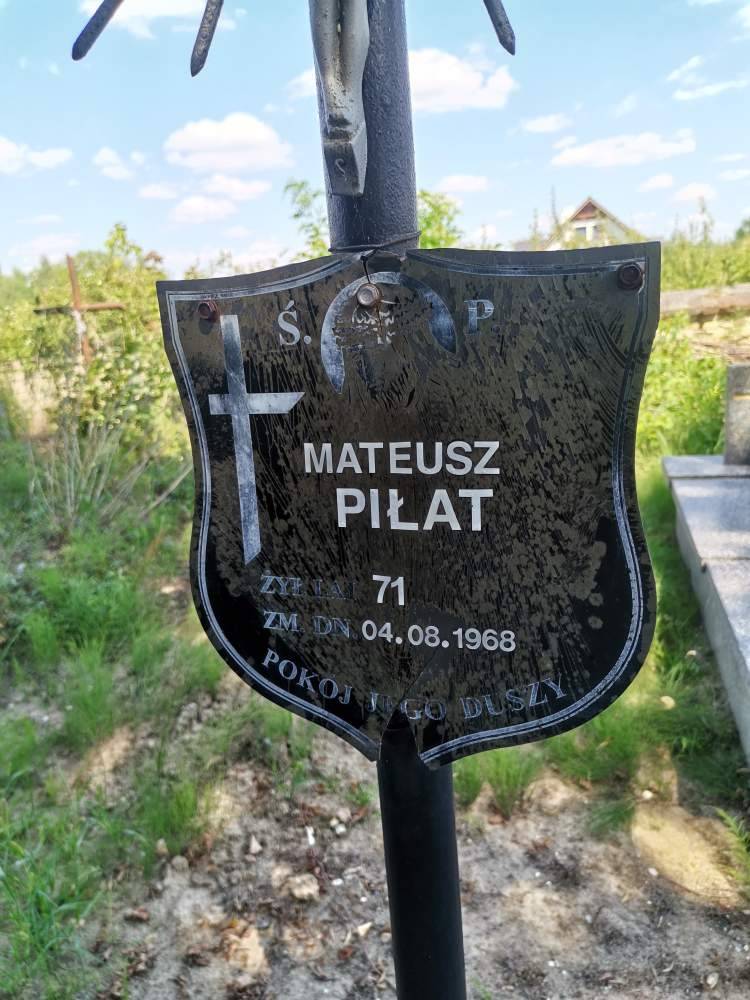 Ś. P.
MATEUSZ
PIŁAT
ŻYŁ LAT 71
ZM. DN. 04.08.1968
POKÓJ JEGO DUSZY